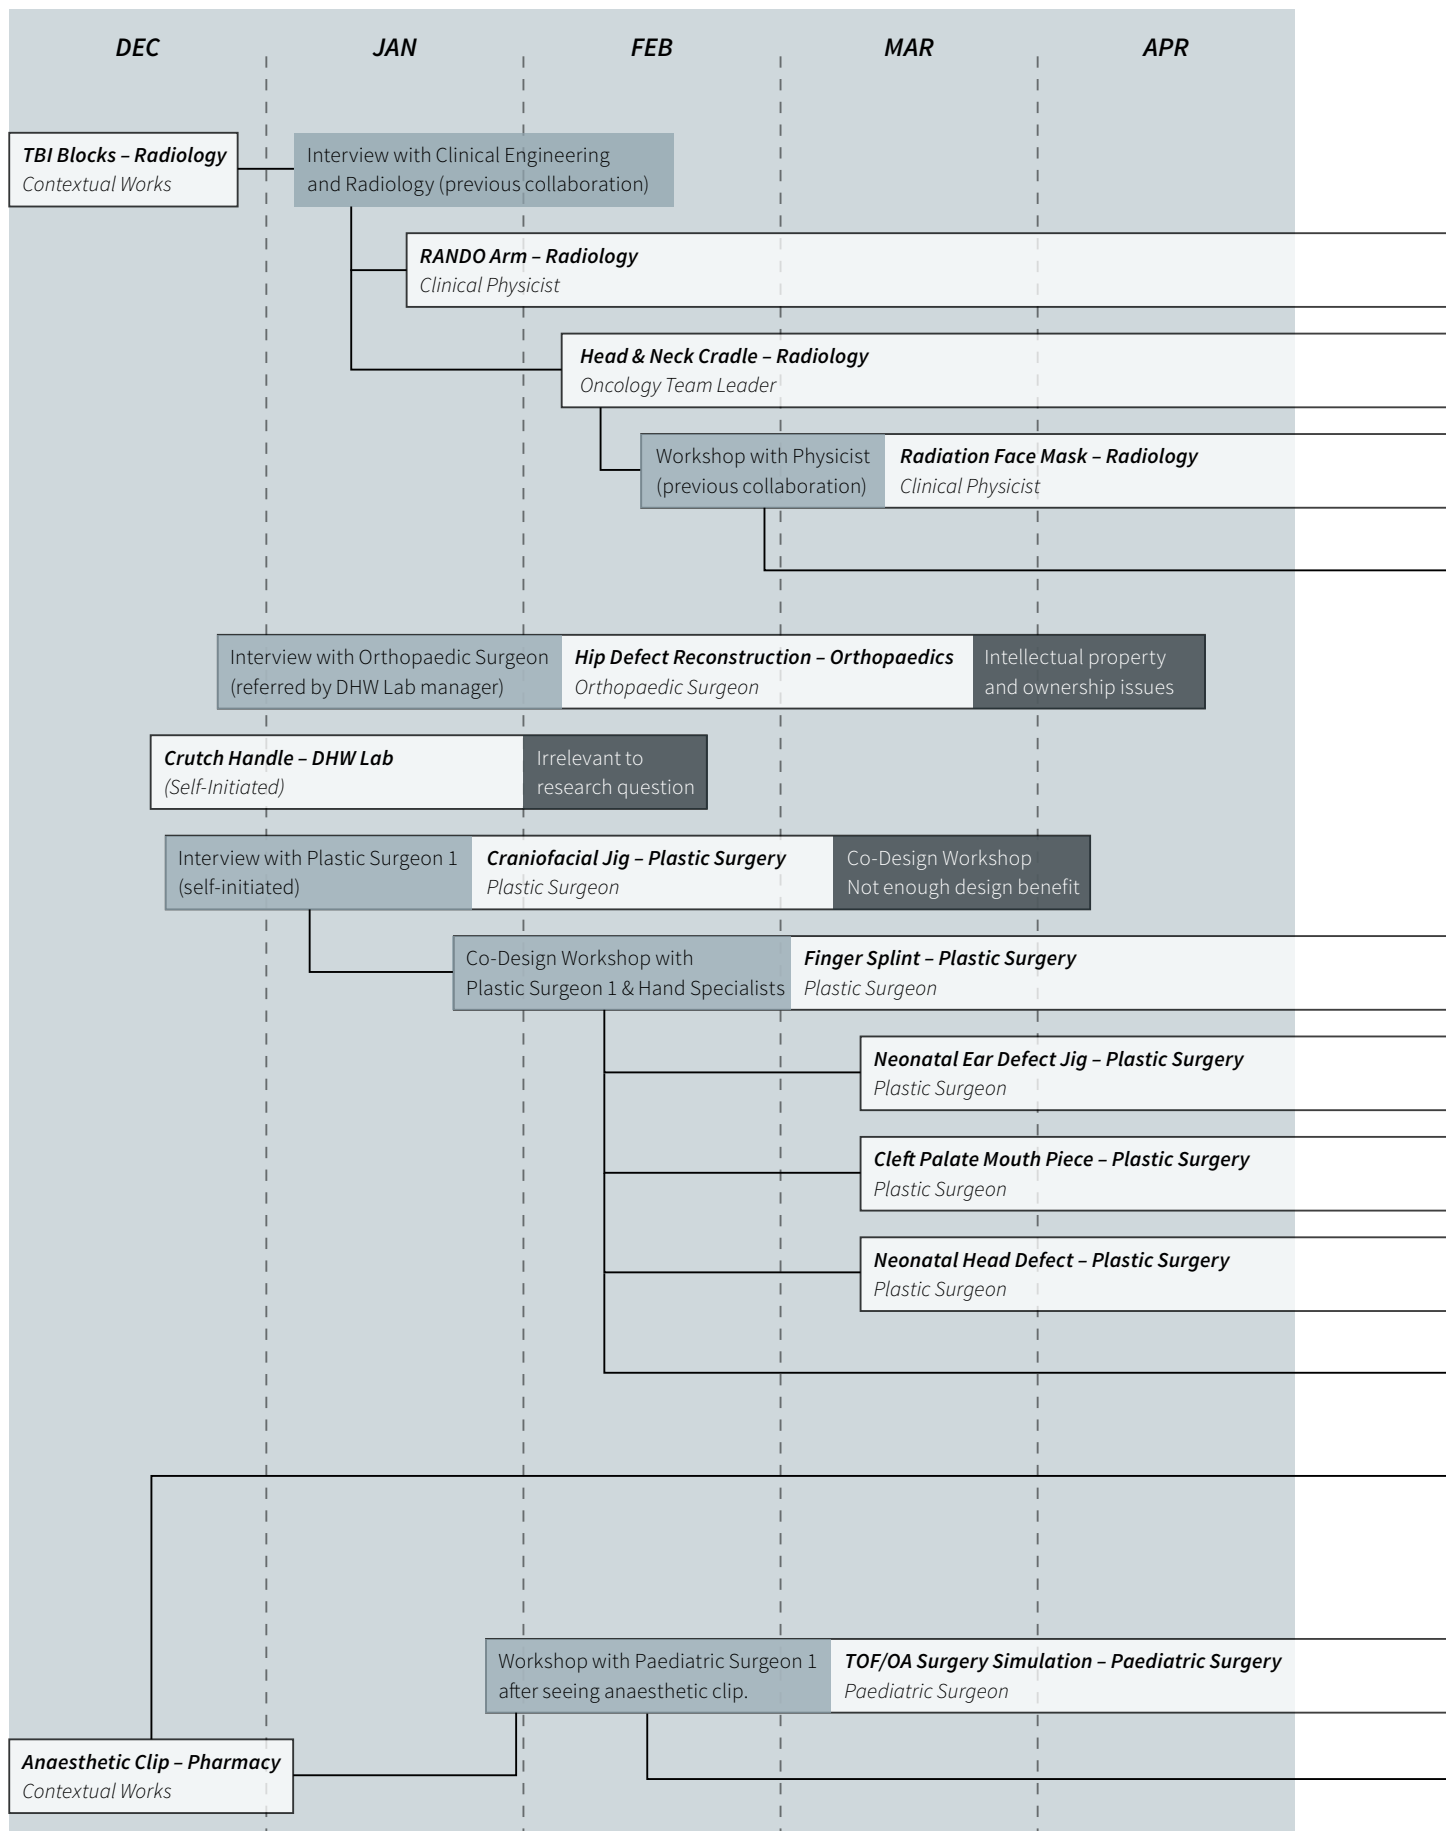 DEC JAN FEB MAR APR
TBI Blocks – Radiology
Contextual Works
Interview with Clinical Engineering
and Radiology (previous collaboration)
RANDO Arm – Radiology
Clinical Physicist
Head & Neck Cradle – Radiology
Oncology Team Leader
Workshop with Physicist
(previous collaboration)
Radiation Face Mask – Radiology
Clinical Physicist
Interview with Orthopaedic Surgeon
(referred by DHW Lab manager)
Hip Defect Reconstruction – Orthopaedics
Orthopaedic Surgeon
Intellectual property
and ownership issues
Crutch Handle – DHW Lab
(Self-Initiated)
Irrelevant to
research question
Interview with Plastic Surgeon 1
(self-initiated)
Craniofacial Jig – Plastic Surgery
Plastic Surgeon
Co-Design Workshop
Not enough design benefit
Co-Design Workshop with
Plastic Surgeon 1 & Hand Specialists
Finger Splint – Plastic Surgery
Plastic Surgeon
Neonatal Ear Defect Jig – Plastic Surgery
Plastic Surgeon
Cleft Palate Mouth Piece – Plastic Surgery
Plastic Surgeon
Neonatal Head Defect – Plastic Surgery
Plastic Surgeon
Workshop with Paediatric Surgeon 1
after seeing anaesthetic clip.
TOF/OA Surgery Simulation – Paediatric Surgery
Paediatric Surgeon
Anaesthetic Clip – Pharmacy
Contextual Works